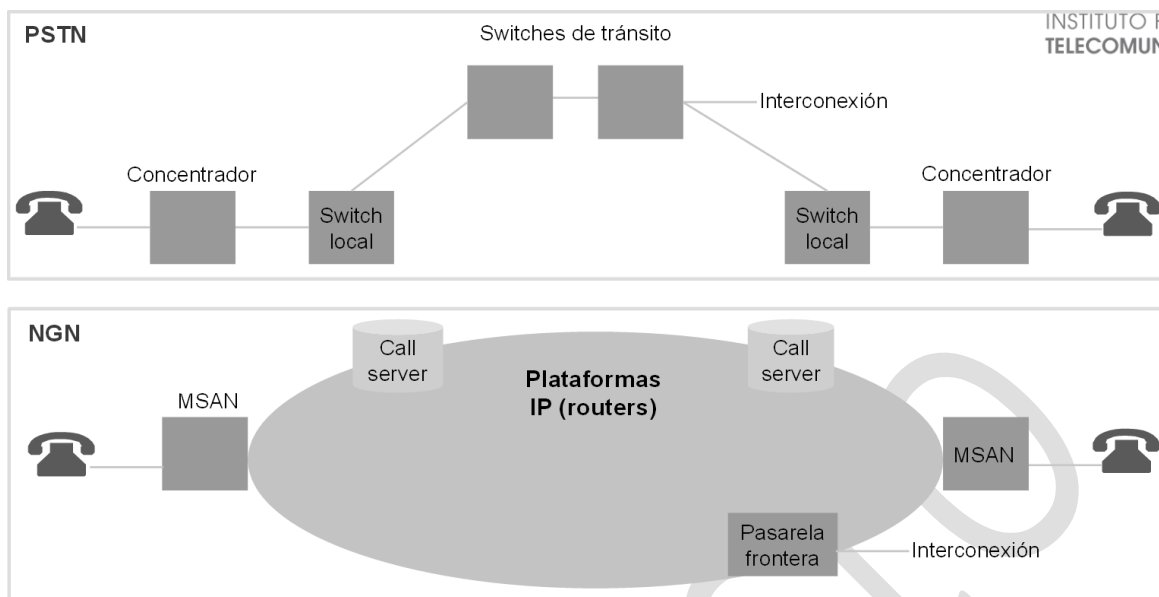 INSTITUTO F
TELECOMUN
PSTN
Switches de tránsito
Interconexión
Concentrador
Concentrador
Switch
local
Switch
local
NGN
Call
server
Call
server
Plataformas
IP (routers)
MSAN
MSAN
Pasarela
frontera
Interconexión